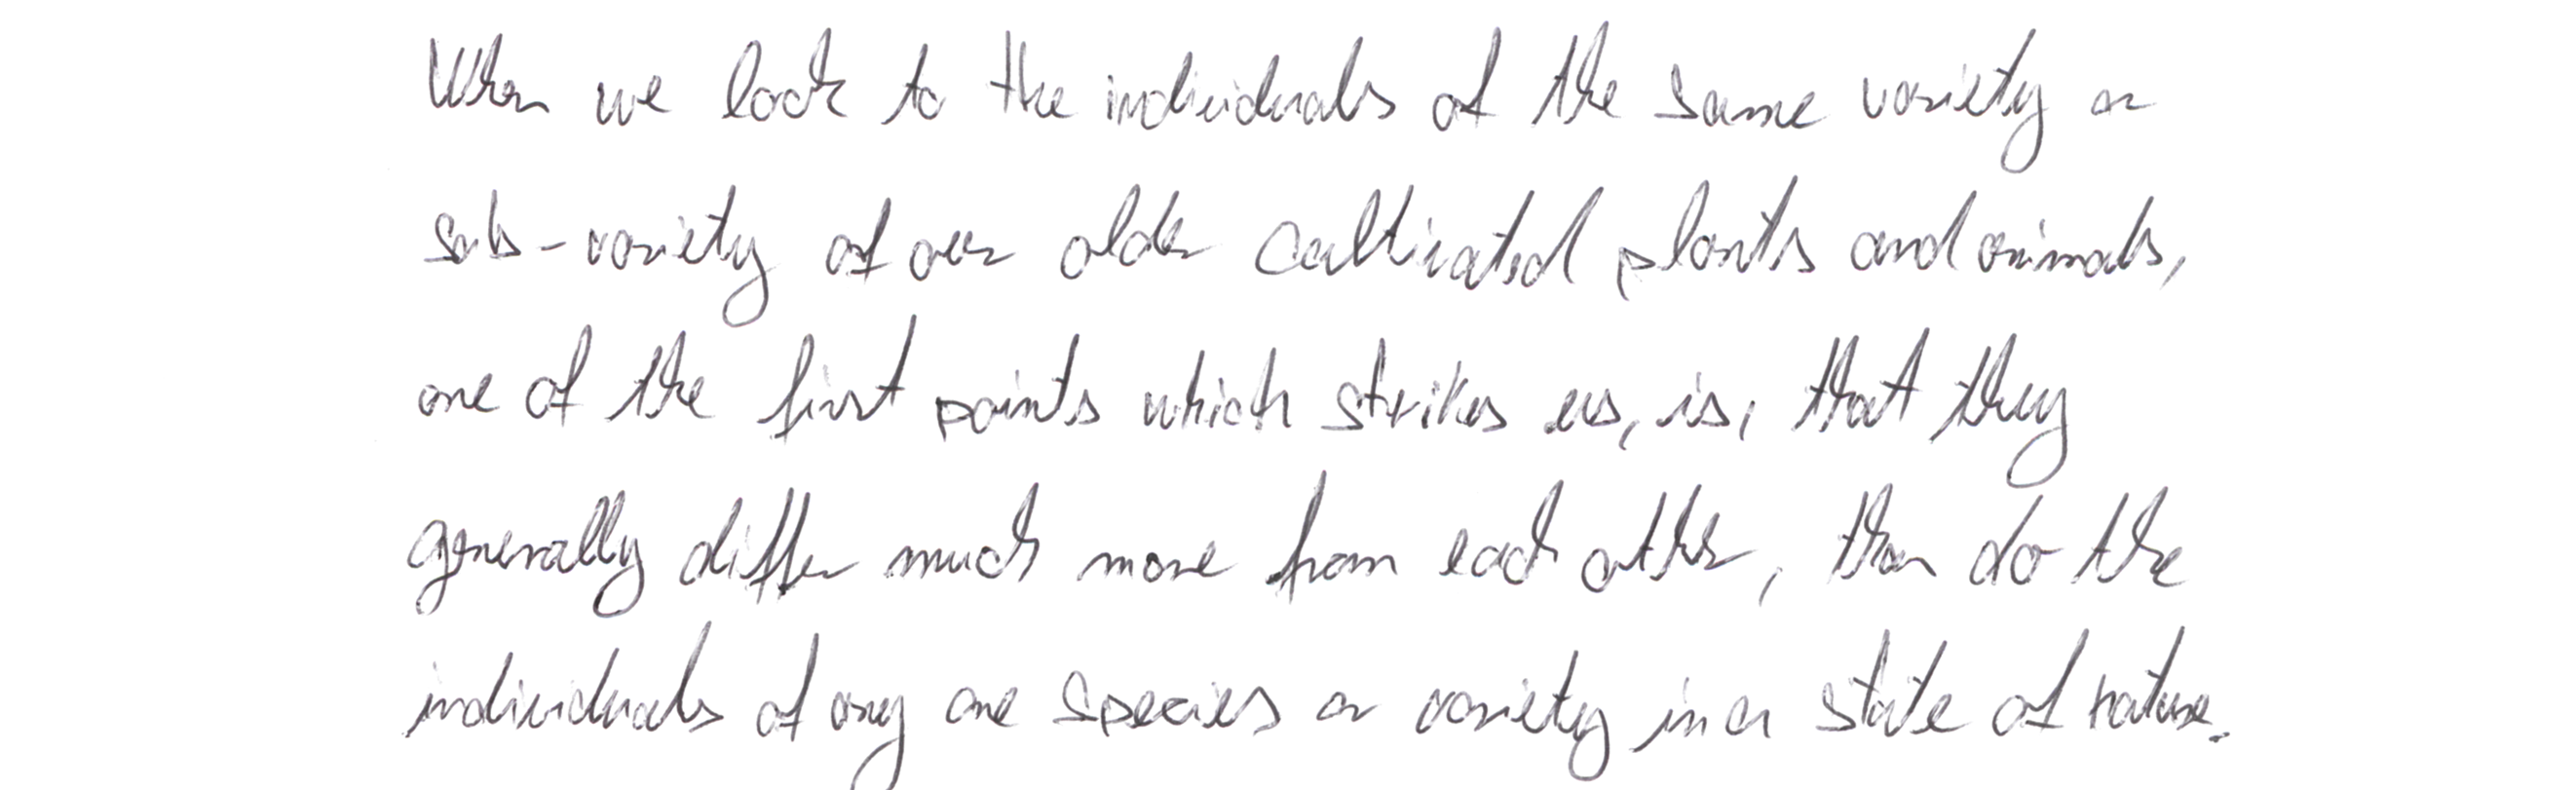 When we look to the individuals of the same variety or
sub-variety of our older cultivated plants and animals,
one of the first points which strikes us, is, that they
generally differ much more from each other, than do the
individuals of any one species or variety in a state of nature.